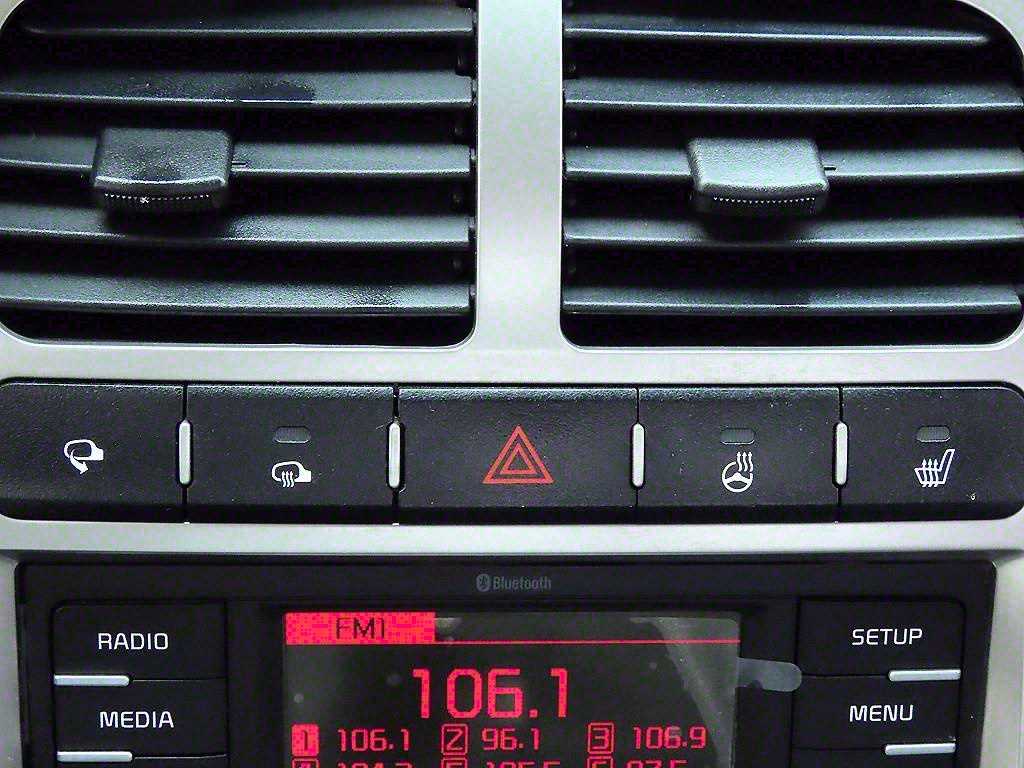 Bluetooth
RADIO
FM1
SETUP
106.1
MEDIA
MENU
1 106.1 2 96.1 3 106.9